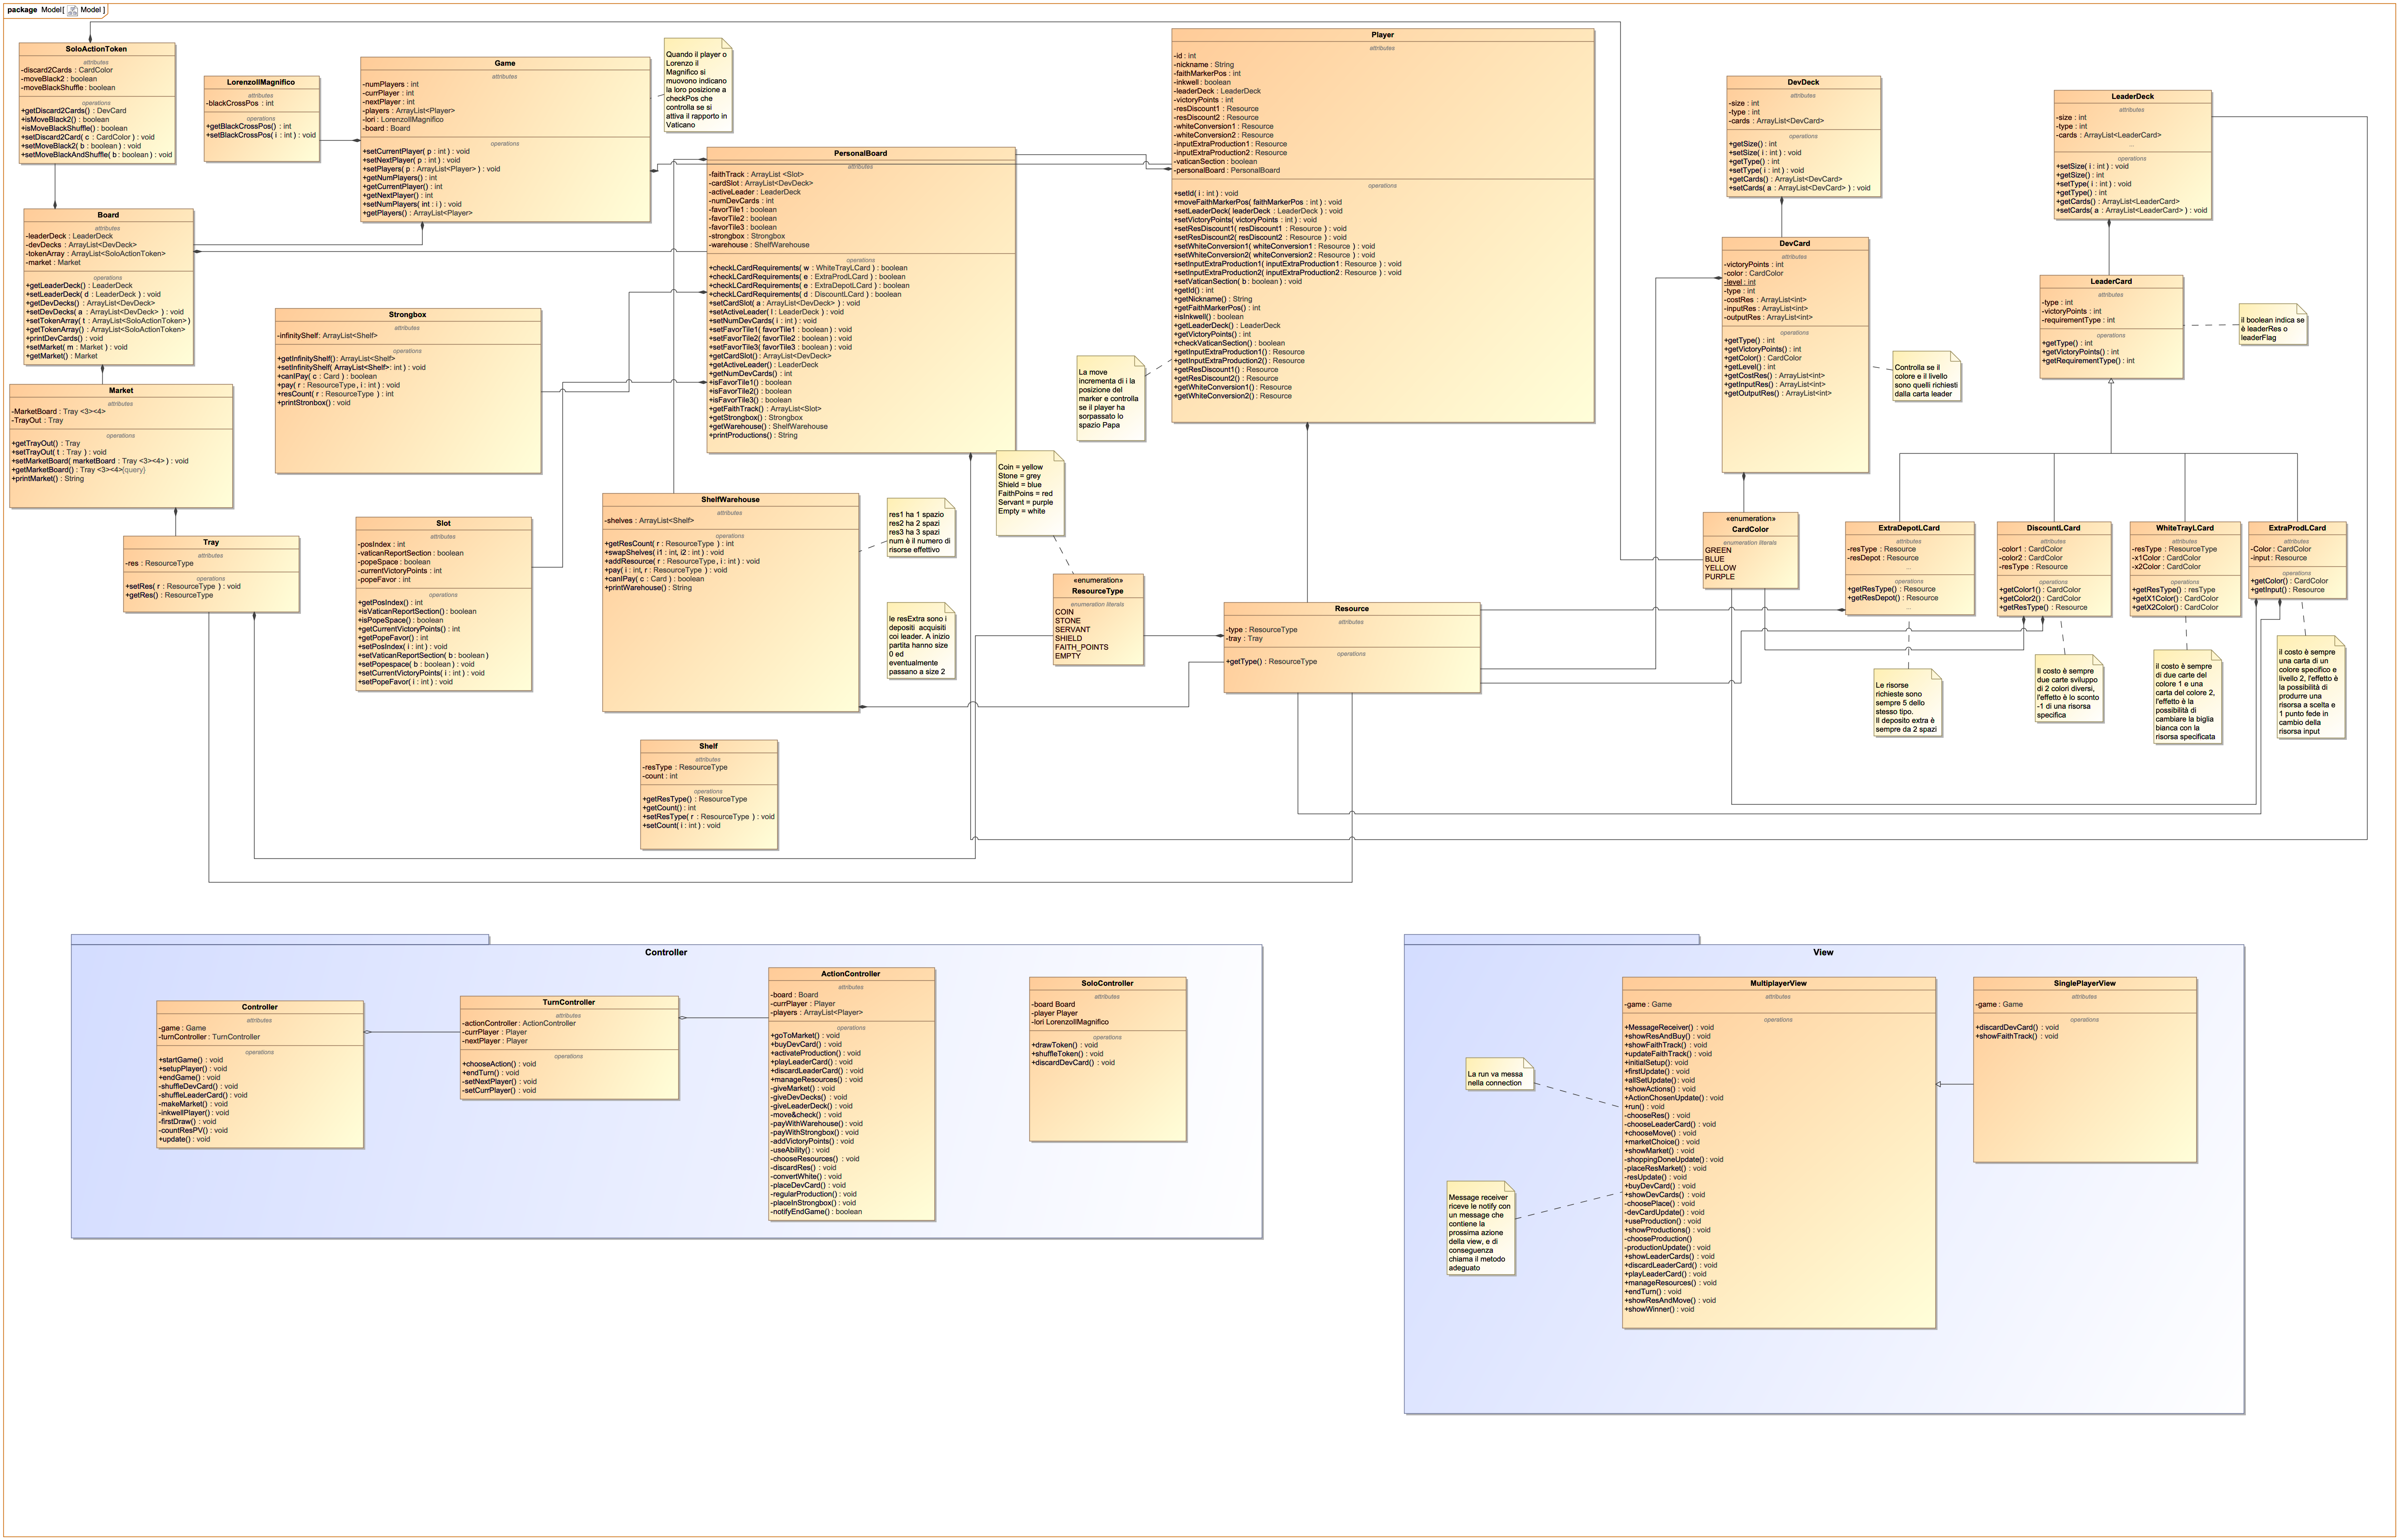 package Model[ Model ]
SoloActionToken
attributes
-discard2Cards : CardColor
-moveBlack2 : boolean
-moveBlackShuffle : boolean
operations
+getDiscard2Cards() : DevCard
+isMoveBlack2() : boolean
+isMoveBlackShuffle() : boolean
+setDiscard2Card( c : CardColor ) : void
+setMoveBlack2( b : boolean ) : void
+setMoveBlackAndShuffle( b : boolean ) : void
LorenzoIlMagnifico
attributes
-blackCrossPos : int
operations
+getBlackCrossPos() : int
+setBlackCrossPos( i : int ) : void
Game
attributes
-numPlayers : int
-currPlayer : int
-nextPlayer : int
-players : ArrayList<Player>
-lori : LorenzoIlMagnifico
-board : Board
operations
+setCurrentPlayer( p : int ) : void
+setNextPlayer( p : int ) : void
+setPlayers( p : ArrayList<Player> ) : void
+getNumPlayers() : int
+getCurrentPlayer() : int
+getNextPlayer() : int
+setNumPlayers( int : i ) : void
+getPlayers() : ArrayList<Player>
Quando il player o
Lorenzo il
Magnifico si
muovono indicano
la loro posizione a
checkPos che
controlla se si
attiva il rapporto in
Vaticano
Player
attributes
-id : int
-nickname : String
-faithMarkerPos : int
-inkwell : boolean
-leaderDeck : LeaderDeck
-victoryPoints : int
-resDiscount1 : Resource
-resDiscount2 : Resource
-whiteConversion1 : Resource
-whiteConversion2 : Resource
-inputExtraProduction1 : Resource
-inputExtraProduction2 : Resource
-vaticanSection : boolean
-personalBoard : PersonalBoard
operations
+setId( i : int ) : void
+moveFaithMarkerPos( faithMarkerPos : int ) : void
+setLeaderDeck( leaderDeck : LeaderDeck ) : void
+setVictoryPoints( victoryPoints : int ) : void
+setResDiscount1( resDiscount1 : Resource ) : void
+setResDiscount2( resDiscount2 : Resource ) : void
+setWhiteConversion1( whiteConversion1 : Resource ) : void
+setWhiteConversion2( whiteConversion2 : Resource ) : void
+setInputExtraProduction1( inputExtraProduction1 : Resource ) : void
+setInputExtraProduction2( inputExtraProduction2 : Resource ) : void
+setVaticanSection( b : boolean ) : void
+getId() : int
+getNickname() : String
+getFaithMarkerPos() : int
+isInkwell() : boolean
+getLeaderDeck() : LeaderDeck
+getVictoryPoints() : int
+checkVaticanSection() : boolean
+getInputExtraProduction1() : Resource
+getInputExtraProduction2() : Resource
+getResDiscount1() : Resource
+getResDiscount2() : Resource
+getWhiteConversion1() : Resource
+getWhiteConversion2() : Resource
La move
incrementa di i la
posizione del
marker e controlla
se il player ha
sorpassato lo
spazio Papa
DevDeck
attributes
-size : int
-type : int
-cards : ArrayList<DevCard>
operations
+getSize() : int
+setSize( i : int ) : void
+getType() : int
+setType( i : int ) : void
+getCards() : ArrayList<DevCard>
+setCards( a : ArrayList<DevCard> ) : void
LeaderDeck
attributes
-size : int
-type : int
-cards : ArrayList<LeaderCard>
...
operations
+setSize( i : int ) : void
+getSize() : int
+setType( i : int ) : void
+getType() : int
+getCards() : ArrayList<LeaderCard>
+setCards( a : ArrayList<LeaderCard> ) : void
PersonalBoard
attributes
-faithTrack : ArrayList <Slot>
-cardSlot : ArrayList<DevDeck>
-activeLeader : LeaderDeck
-numDevCards : int
-favorTile1 : boolean
-favorTile2 : boolean
-favorTile3 : boolean
-strongbox : Strongbox
-warehouse : ShelfWarehouse
operations
+checkLCardRequirements( w : WhiteTrayLCard ) : boolean
+checkLCardRequirements( e : ExtraProdLCard ) : boolean
+checkLCardRequirements( e : ExtraDepotLCard ) : boolean
+checkLCardRequirements( d : DiscountLCard ) : boolean
+setCardSlot( a : ArrayList<DevDeck> ) : void
+setActiveLeader( l : LeaderDeck ) : void
+setNumDevCards( i : int ) : void
+setFavorTile1( favorTile1 : boolean ) : void
+setFavorTile2( favorTile2 : boolean ) : void
+setFavorTile3( favorTile3 : boolean ) : void
+getCardSlot() : ArrayList<DevDeck>
+getActiveLeader() : LeaderDeck
+getNumDevCards() : int
+isFavorTile1() : boolean
+isFavorTile2() : boolean
+isFavorTile3() : boolean
+getFaithTrack() : ArrayList<Slot>
+getStrongbox() : Strongbox
+getWarehouse() : ShelfWarehouse
+printProductions() : String
Board
attributes
-leaderDeck : LeaderDeck
-devDecks : ArrayList<DevDeck>
-tokenArray : ArrayList<SoloActionToken>
-market : Market
operations
+getLeaderDeck() : LeaderDeck
+setLeaderDeck( d : LeaderDeck ) : void
+getDevDecks() : ArrayList<DevDeck>
+setDevDecks( a : ArrayList<DevDeck> ) : void
+setTokenArray( t : ArrayList<SoloActionToken> )
+getTokenArray() : ArrayList<SoloActionToken>
+printDevCards() : void
+setMarket( m : Market ) : void
+getMarket() : Market
Strongbox
attributes
-infinityShelf : ArrayList<Shelf>
operations
+getInfinityShelf() : ArrayList<Shelf>
+setInfinityShelf( ArrayList<Shelf> : int ) : void
+canIPay( c : Card ) : boolean
+pay( r : ResourceType, i : int ) : void
+resCount( r : ResourceType ) : int
+printStronbox() : void
Market
attributes
-MarketBoard : Tray <3><4>
-TrayOut : Tray
operations
+getTrayOut() : Tray
+setTrayOut( t : Tray ) : void
+setMarketBoard( marketBoard : Tray <3><4> ) : void
+getMarketBoard() : Tray <3><4>{query}
+printMarket() : String
Tray
attributes
-res : ResourceType
operations
+setRes( r : ResourceType ) : void
+getRes() : ResourceType
Slot
attributes
-posIndex : int
-vaticanReportSection : boolean
-popeSpace : boolean
-currentVictoryPoints : int
-popeFavor : int
operations
+getPosIndex() : int
+isVaticanReportSection() : boolean
+isPopeSpace() : boolean
+getCurrentVictoryPoints() : int
+getPopeFavor() : int
+setPosIndex( i : int ) : void
+setVaticanReportSection( b : boolean )
+setPopespace( b : boolean ) : void
+setCurrentVictoryPoints( i : int ) : void
+setPopeFavor( i : int ) : void
ShelfWarehouse
attributes
-shelves : ArrayList<Shelf>
operations
+getResCount( r : ResourceType ) : int
+swapShelves( i1 : int, i2 : int ) : void
+addResource( r : ResourceType, i : int ) : void
+pay( i : int, r : ResourceType ) : void
+canIPay( c : Card ) : boolean
+printWarehouse() : String
res1 ha 1 spazio
res2 ha 2 spazi
res3 ha 3 spazi
num è il numero di
risorse effettivo
le resExtra sono i
depositi acquisiti
coi leader. A inizio
partita hanno size
0 ed
eventualmente
passano a size 2
Coin = yellow
Stone = grey
Shield = blue
FaithPoins = red
Servant = purple
Empty = white
«enumeration»
ResourceType
enumeration literals
COIN
STONE
SERVANT
SHIELD
FAITH_POINTS
EMPTY
Resource
attributes
-type : ResourceType
-tray : Tray
operations
+getType() : ResourceType
Shelf
attributes
-resType : ResourceType
-count : int
operations
+getResType() : ResourceType
+getCount() : int
+setResType( r : ResourceType ) : void
+setCount( i : int ) : void
DevCard
attributes
-victoryPoints : int
-color : CardColor
-level : int
-type : int
-costRes : ArrayList<int>
-inputRes : ArrayList<int>
-outputRes : ArrayList<int>
operations
+getType() : int
+getVictoryPoints() : int
+getColor() : CardColor
+getLevel() : int
+getCostRes() : ArrayList<int>
+getInputRes() : ArrayList<int>
+getOutputRes() : ArrayList<int>
Controlla se il
colore e il livello
sono quelli richiesti
dalla carta leader
LeaderCard
attributes
-type : int
-victoryPoints : int
-requirementType : int
operations
+getType() : int
+getVictoryPoints() : int
+getRequirementType() : int
il boolean indica se
è leaderRes o
leaderFlag
«enumeration»
CardColor
enumeration literals
GREEN
BLUE
YELLOW
PURPLE
ExtraDepotLCard
attributes
-resType : Resource
-resDepot : Resource
...
operations
+getResType() : Resource
+getResDepot() : Resource
...
DiscountLCard
attributes
-color1 : CardColor
-color2 : CardColor
-resType : Resource
operations
+getColor1() : CardColor
+getColor2() : CardColor
+getResType() : Resource
WhiteTrayLCard
attributes
-resType : ResourceType
-x1Color : CardColor
-x2Color : CardColor
operations
+getResType() : resType
+getX1Color() : CardColor
+getX2Color() : CardColor
ExtraProdLCard
attributes
-Color : CardColor
-input : Resource
operations
+getColor() : CardColor
+getInput() : Resource
Le risorse
richieste sono
sempre 5 dello
stesso tipo.
Il deposito extra è
sempre da 2 spazi
Il costo è sempre
due carte sviluppo
di 2 colori diversi,
l'effetto è lo sconto
-1 di una risorsa
specifica
il costo è sempre
di due carte del
colore 1 e una
carta del colore 2,
l'effetto è la
possibilità di
cambiare la biglia
bianca con la
risorsa specificata
il costo è sempre
una carta di un
colore specifico e
livello 2, l'effetto è
la possibilità di
produrre una
risorsa a scelta e
1 punto fede in
cambio della
risorsa input
Controller
Controller
attributes
-game : Game
-turnController : TurnController
operations
+startGame() : void
+setupPlayer() : void
+endGame() : void
-shuffleDevCard() : void
-shuffleLeaderCard() : void
-makeMarket() : void
-inkwellPlayer() : void
-firstDraw() : void
-countResPV() : void
+update() : void
TurnController
attributes
-actionController : ActionController
-currPlayer : Player
-nextPlayer : Player
operations
+chooseAction() : void
+endTurn() : void
-setNextPlayer() : void
-setCurrPlayer() : void
ActionController
attributes
-board : Board
-currPlayer : Player
-players : ArrayList<Player>
operations
+goToMarket() : void
+buyDevCard() : void
+activateProduction() : void
+playLeaderCard() : void
+discardLeaderCard() : void
+manageResources() : void
-giveMarket() : void
-giveDevDecks() : void
-giveLeaderDeck() : void
-move&check() : void
-payWithWarehouse() : void
-payWithStrongbox() : void
-addVictoryPoints() : void
-useAbility() : void
-chooseResources() : void
-discardRes() : void
-convertWhite() : void
-placeDevCard() : void
-regularProduction() : void
-placeInStrongbox() : void
-notifyEndGame() : boolean
SoloController
attributes
-board Board
-player Player
-lori LorenzoIlMagnifico
operations
+drawToken() : void
+shuffleToken() : void
+discardDevCard() : void
View
MultiplayerView
attributes
-game : Game
operations
+MessageReceiver() : void
+showResAndBuy() : void
+showFaithTrack() : void
+updateFaithTrack() : void
+initialSetup() : void
+firstUpdate() : void
+allSetUpdate() : void
+showActions() : void
+ActionChosenUpdate() : void
+run() : void
-chooseRes() : void
-chooseLeaderCard() : void
+chooseMove() : void
+marketChoice() : void
+showMarket() : void
-shoppingDoneUpdate() : void
-placeResMarket() : void
-resUpdate() : void
+buyDevCard() : void
+showDevCards() : void
-choosePlace() : void
-devCardUpdate() : void
+useProduction() : void
+showProductions() : void
-chooseProduction()
-productionUpdate() : void
+showLeaderCards() : void
+discardLeaderCard() : void
+playLeaderCard() : void
+manageResources() : void
+endTurn() : void
+showResAndMove() : void
+showWinner() : void
La run va messa
nella connection
Message receiver
riceve le notify con
un message che
contiene la
prossima azione
della view, e di
conseguenza
chiama il metodo
adeguato
SinglePlayerView
attributes
-game : Game
operations
+discardDevCard() : void
+showFaithTrack() : void